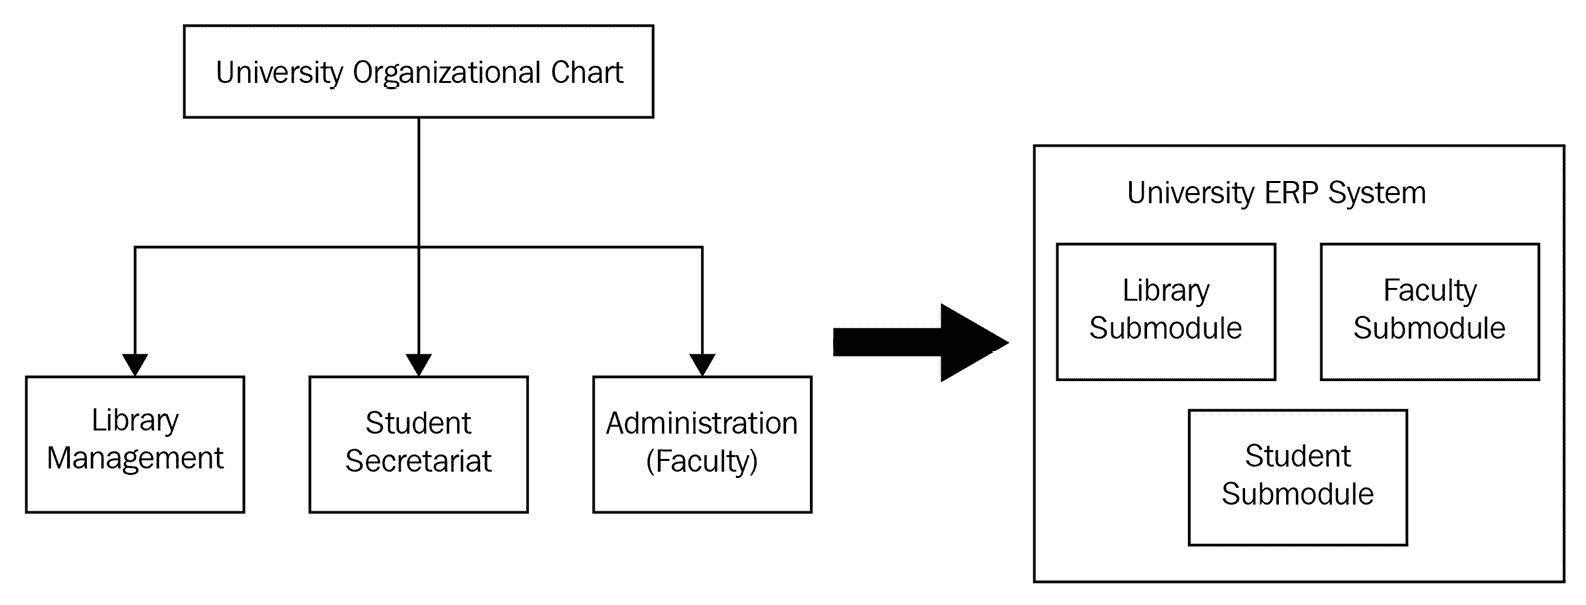 University Organizational Chart
Library
Management
Student
Secretariat
Administration
(Faculty)
University ERP System
Library
Submodule
Faculty
Submodule
Student
Submodule